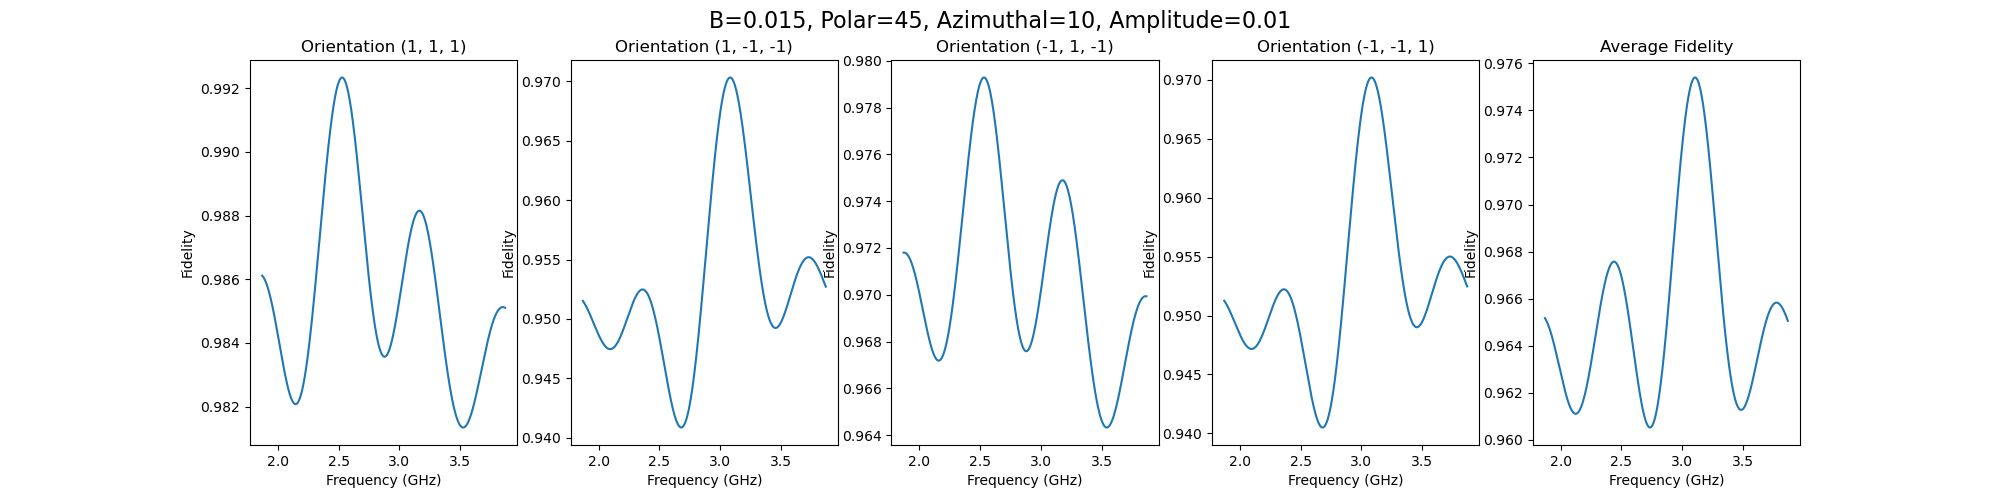 B=0.015, Polar=45, Azimuthal=10, Amplitude=0.01
Orientation (1, 1, 1)
Fidelity
0.992
0.990
0.988
0.986
0.984
0.982
2.0 2.5 3.0 3.5
Frequency (GHz)
Orientation (1, -1, -1)
Fidelity
0.970
0.965
0.960
0.955
0.950
0.945
0.940
2.0 2.5 3.0 3.5
Frequency (GHz)
Orientation (-1, 1, -1)
Fidelity
0.980
0.978
0.976
0.974
0.972
0.970
0.968
0.966
0.964
2.0 2.5 3.0 3.5
Frequency (GHz)
Orientation (-1, -1, 1)
Fidelity
0.970
0.965
0.960
0.955
0.950
0.945
0.940
2.0 2.5 3.0 3.5
Frequency (GHz)
Average Fidelity
Fidelity
0.976
0.974
0.972
0.970
0.968
0.966
0.964
0.962
0.960
2.0 2.5 3.0 3.5
Frequency (GHz)